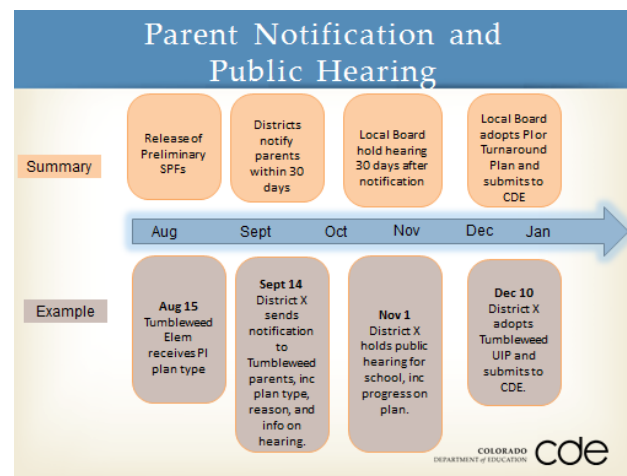 Parent Notification and
Public Hearing
Summary
Release of
Preliminary
SPFs
Districts
notify
parents
within 30
days
Local Board
hold hearing
30 days after
notification
Local Board
adopts PI or
Turnaround
Plan and
submits to
CDE
Aug Sept Oct Nov Dec Jan
Example
Aug 15
Tumbleweed
Elem
receives PI
plan type
Sept 14
District X
sends
notification
to
Tumbleweed
parents, inc
plan type,
reason, and
info on
hearing.
Nov 1
District X
holds public
hearing for
school, inc
progress on
plan.
Dec 10
District X
adopts
Tumbleweed
UIP and
submits to
CDE.
COLORADO
DEPARTMENT of EDUCATION
cde